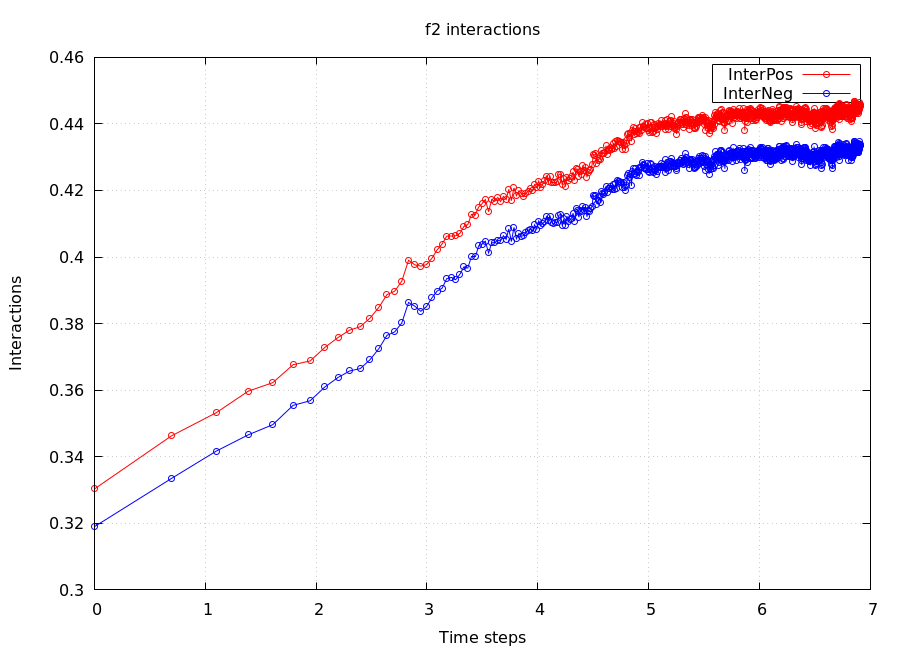 f2 interactions
InterPos
InterNeg
Interactions
0.46
0.44
0.42
0.4
0.38
0.36
0.34
0.32
0.3
0 1 2 3 4 5 6 7
Time steps